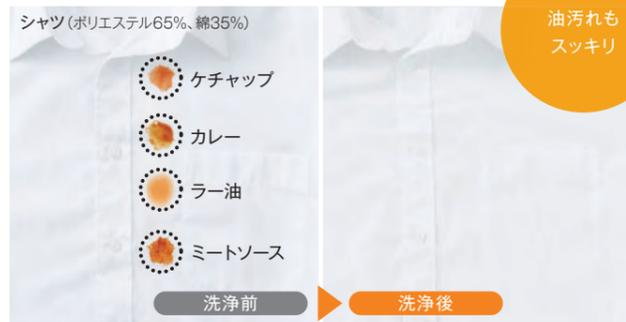 シャツ（ポリエステル65%、綿35%）
油汚れも
スッキリ
ケチャップ
カレー
ラー油
ミートソース
洗浄前
洗浄後